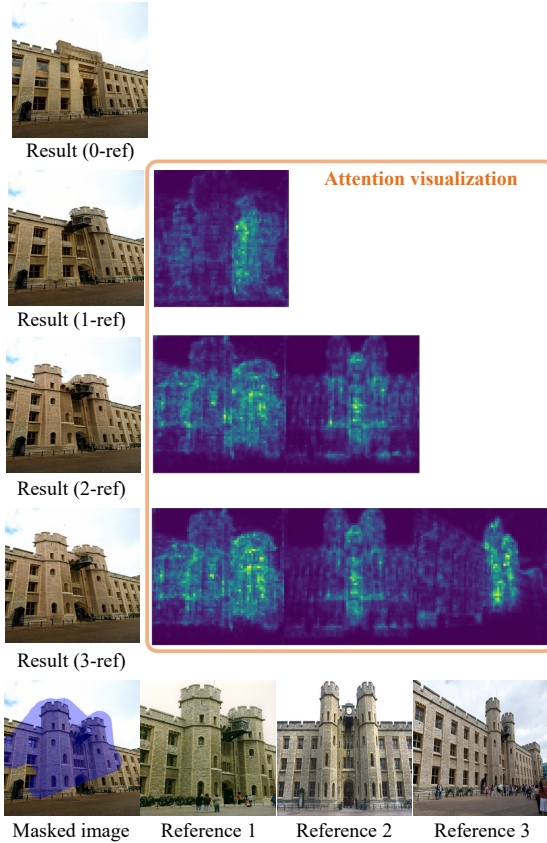 Result (0-ref)
Attention visualization
Result (1-ref)
Result (2-ref)
Result (3-ref)
Masked image
Reference 1
Reference 2
Reference 3